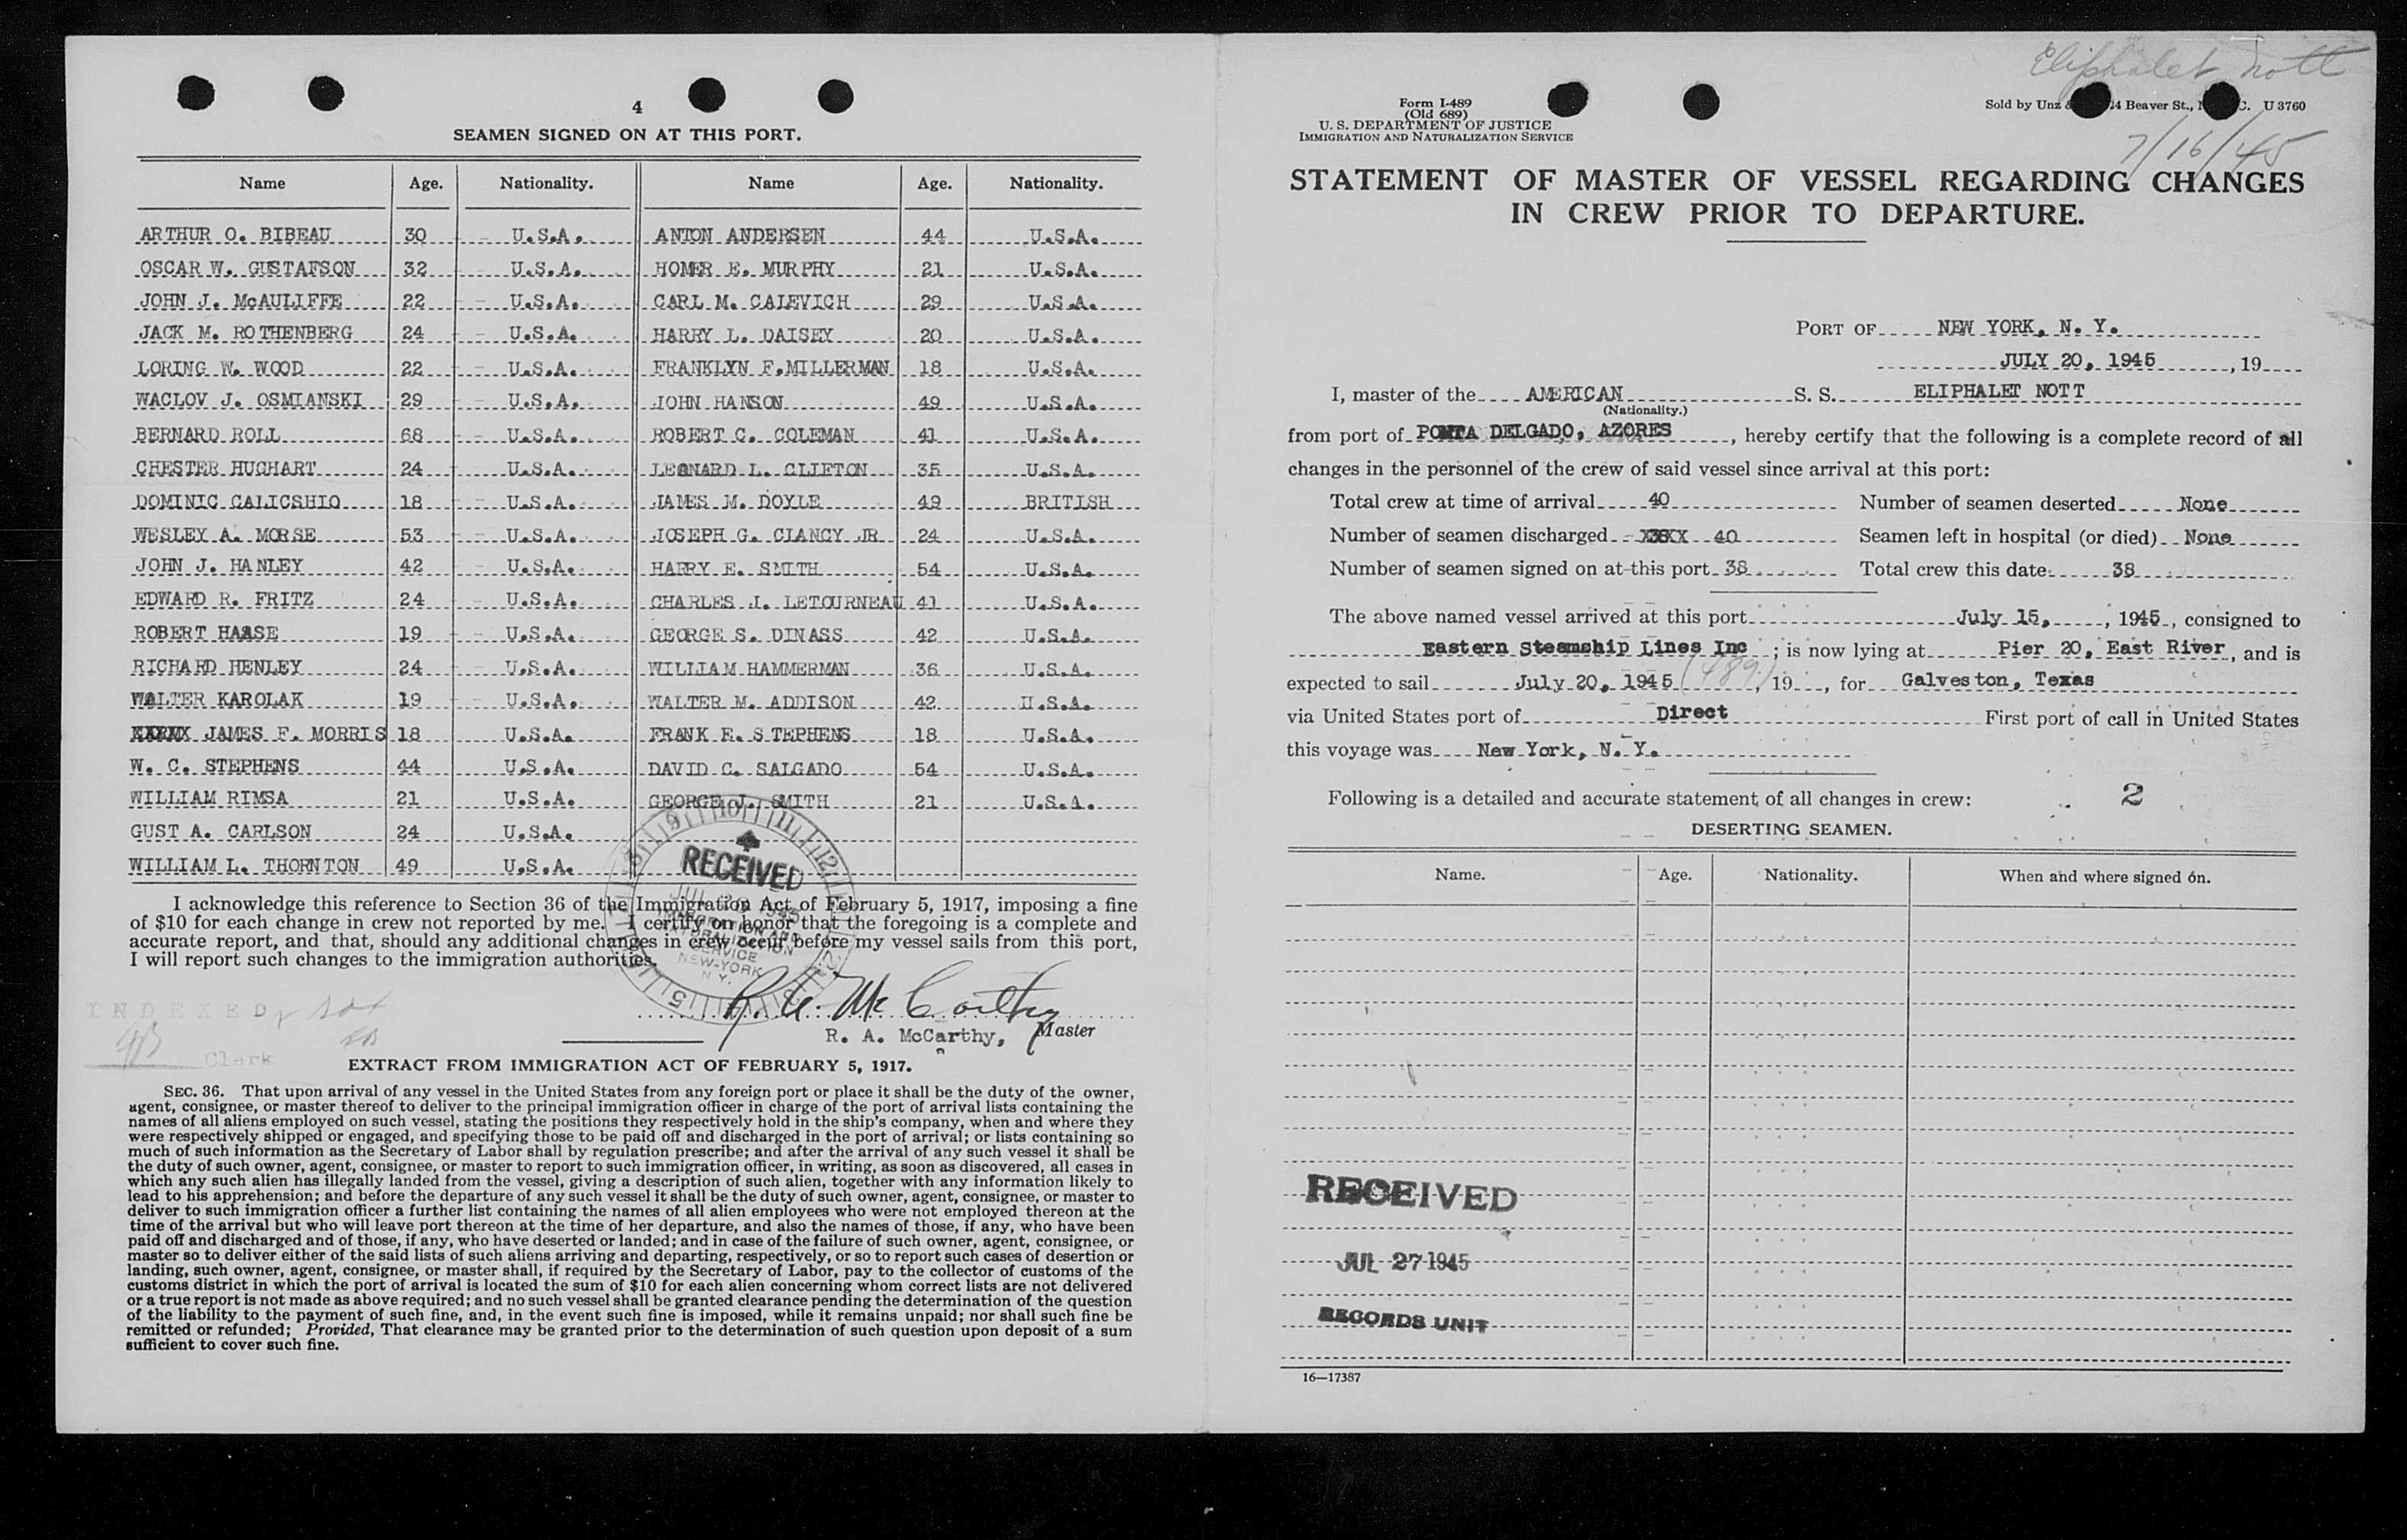 4
SEAMEN SIGNED ON AT THIS PORT.
Name Age. Nationality. Name Age. Nationality.
ARTHUR O. BIBEAU 30 U.S.A. ANTON ANDERSEN 44 U.S.A.
OSCAR W. GUSTAFSON 32 U.S.A. HOMER E. MURPHY 21 U.S.A.
JOHN J. McAULIFFE 22 U.S.A. CARL M. CALEVICH 29 U.S.A.
JACK M. ROTHENBERG 24 U.S.A. HARRY L. DAISEY 20 U.S.A.
LORING W. WOOD 22 U.S.A. FRANKLYN F.MILLERMAN 18 U.S.A.
WACLOV J. OSMIANSKI 29 U.S.A. JOHN HANSON 49 U.S.A.
BERNARD ROLL 68 U.S.A. ROBERT C. COLEMAN 41 U.S.A.
CHESTER HUGHART 24 U.S.A. LEONARD L. CLIFTON 35 U.S.A.
DOMINIC CALICSHIO 18 U.S.A. JAMES M. DOYLE 49 BRITISH
WESLEY A. MORSE 53 U.S.A. JOSEPH G. CLANCY JR 24 U.S.A.
JOHN J. HANLEY 42 U.S.A. HARRY E. SMITH 54 U.S.A.
EDWARD R. FRITZ 24 U.S.A. CHARLES J. LETOURNEAU 41 U.S.A.
ROBERT HAASE 19 U.S.A. GEORGE S. DINASS 42 U.S.A.
RICHARD HENLEY 24 U.S.A. WILLIAM HAMMERMAN 36 U.S.A.
WALTER KAROLAK 19 U.S.A. WALTER M. ADDISON 42 U.S.A.
JAMES F. MORRIS 18 U.S.A. FRANK E. STEPHENS 18 U.S.A.
W. C. STEPHENS 44 U.S.A. DAVID C. SALGADO 54 U.S.A.
WILLIAM RIMSA 21 U.S.A. GEORGE J. SMITH 21 U.S.A.
GUST A. CARLSON 24 U.S.A.
WILLIAM L. THORNTON 49 U.S.A.
RECEIVED
IMMIGRATION AND
NATURALIZATION
SERVICE
NEW-YORK
N.Y.
I acknowledge this reference to Section 36 of the Immigration Act of February 5, 1917, imposing a fine
of $10 for each change in crew not reported by me. I certify on honor that the foregoing is a complete and
accurate report, and that, should any additional changes in crew occur before my vessel sails from this port,
I will report such changes to the immigration authorities.
R. A. McCarthy
R. A. McCarthy, Master
INDEXED
Clerk
EXTRACT FROM IMMIGRATION ACT OF FEBRUARY 5, 1917.
SEC. 36. That upon arrival of any vessel in the United States from any foreign port or place it shall be the duty of the owner,
agent, consignee, or master thereof to deliver to the principal immigration officer in charge of the port of arrival lists containing the
names of all aliens employed on such vessel, stating the positions they respectively hold in the ship's company, when and where they
were respectively shipped or engaged, and specifying those to be paid off and discharged in the port of arrival; or lists containing so
much of such information as the Secretary of Labor shall by regulation prescribe; and after the arrival of any such vessel it shall be
the duty of such owner, agent, consignee, or master to report to such immigration officer, in writing, as soon as discovered, all cases in
which any such alien has illegally landed from the vessel, giving a description of such alien, together with any information likely to
lead to his apprehension; and before the departure of any such vessel it shall be the duty of such owner, agent, consignee, or master to
deliver to such immigration officer a further list containing the names of all alien employees who were not employed thereon at the
time of the arrival but who will leave port thereon at the time of her departure, and also the names of those, if any, who have been
paid off and discharged and of those, if any, who have deserted or landed; and in case of the failure of such owner, agent, consignee, or
master so to deliver either of the said lists of such aliens arriving and departing, respectively, or so to report such cases of desertion or
landing, such owner, agent, consignee, or master shall, if required by the Secretary of Labor, pay to the collector of customs of the
customs district in which the port of arrival is located the sum of $10 for each alien concerning whom correct lists are not delivered
or a true report is not made as above required; and no such vessel shall be granted clearance pending the determination of the question
of the liability to the payment of such fine, and, in the event such fine is imposed, while it remains unpaid; nor shall such fine be
remitted or refunded; Provided, That clearance may be granted prior to the determination of such question upon deposit of a sum
sufficient to cover such fine.
Eliphalet Nott
Form I-489
(Old 689)
U. S. DEPARTMENT OF JUSTICE
IMMIGRATION AND NATURALIZATION SERVICE
Sold by Unz & 24 Beaver St., N. C. U 3760
7/16/45
STATEMENT OF MASTER OF VESSEL REGARDING CHANGES
IN CREW PRIOR TO DEPARTURE.
PORT OF NEW YORK, N. Y.
JULY 20, 1945, 19
I, master of the AMERICAN S. S. ELIPHALET NOTT
(Nationality.)
from port of PONTA DELGADO, AZORES, hereby certify that the following is a complete record of all
changes in the personnel of the crew of said vessel since arrival at this port:
Total crew at time of arrival 40 Number of seamen deserted None
Number of seamen discharged 40 Seamen left in hospital (or died) None
Number of seamen signed on at this port 38 Total crew this date 38
The above named vessel arrived at this port July 15, , 1945, consigned to
Eastern Steamship Lines Inc ; is now lying at Pier 20, East River, and is
expected to sail July 20, 1945 (489), 19 , for Galveston, Texas
via United States port of Direct First port of call in United States
this voyage was New York, N. Y.
Following is a detailed and accurate statement of all changes in crew: 2
DESERTING SEAMEN.
Name. Age. Nationality. When and where signed on.
RECEIVED
JUL 27 1945
RECORDS UNIT
16—17387